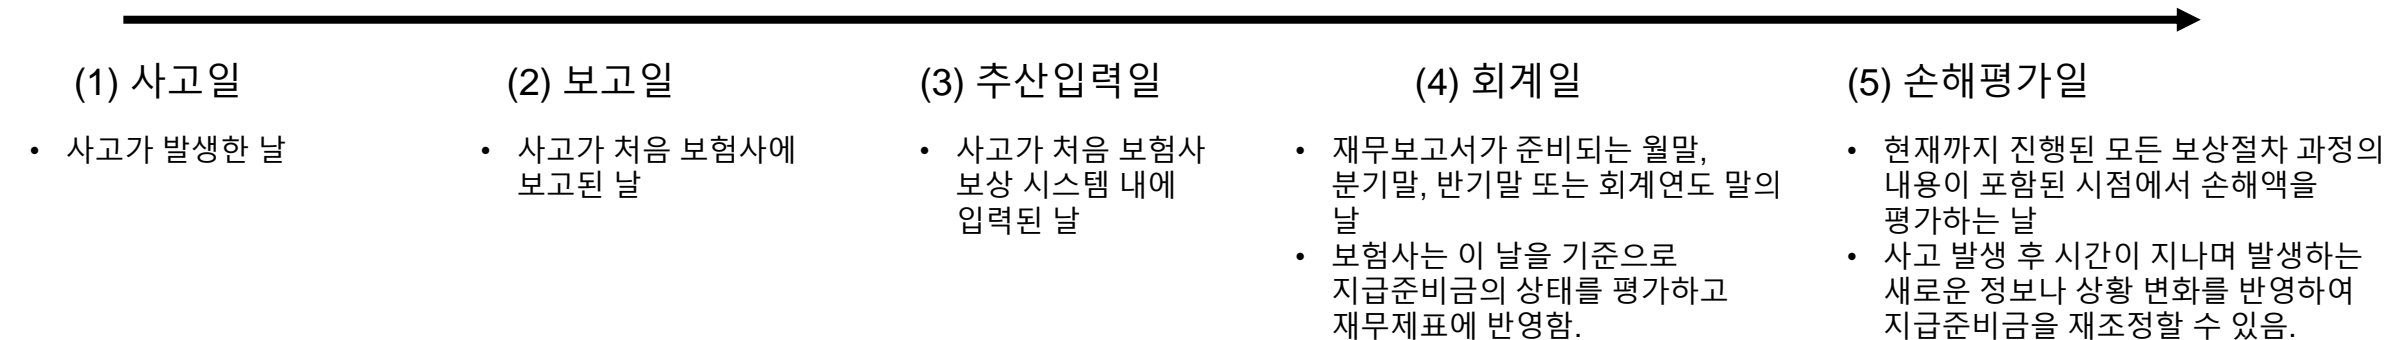 (1) 사고일
• 사고가 발생한 날
(2) 보고일
• 사고가 처음 보험사에
보고된 날
(3) 추산입력일
• 사고가 처음 보험사
보상 시스템 내에
입력된 날
(4) 회계일
• 재무보고서가 준비되는 월말,
분기말, 반기말 또는 회계연도 말의
날
• 보험사는 이 날을 기준으로
지급준비금의 상태를 평가하고
재무제표에 반영함.
(5) 손해평가일
• 현재까지 진행된 모든 보상절차 과정의
내용이 포함된 시점에서 손해액을
평가하는 날
• 사고 발생 후 시간이 지나며 발생하는
새로운 정보나 상황 변화를 반영하여
지급준비금을 재조정할 수 있음.